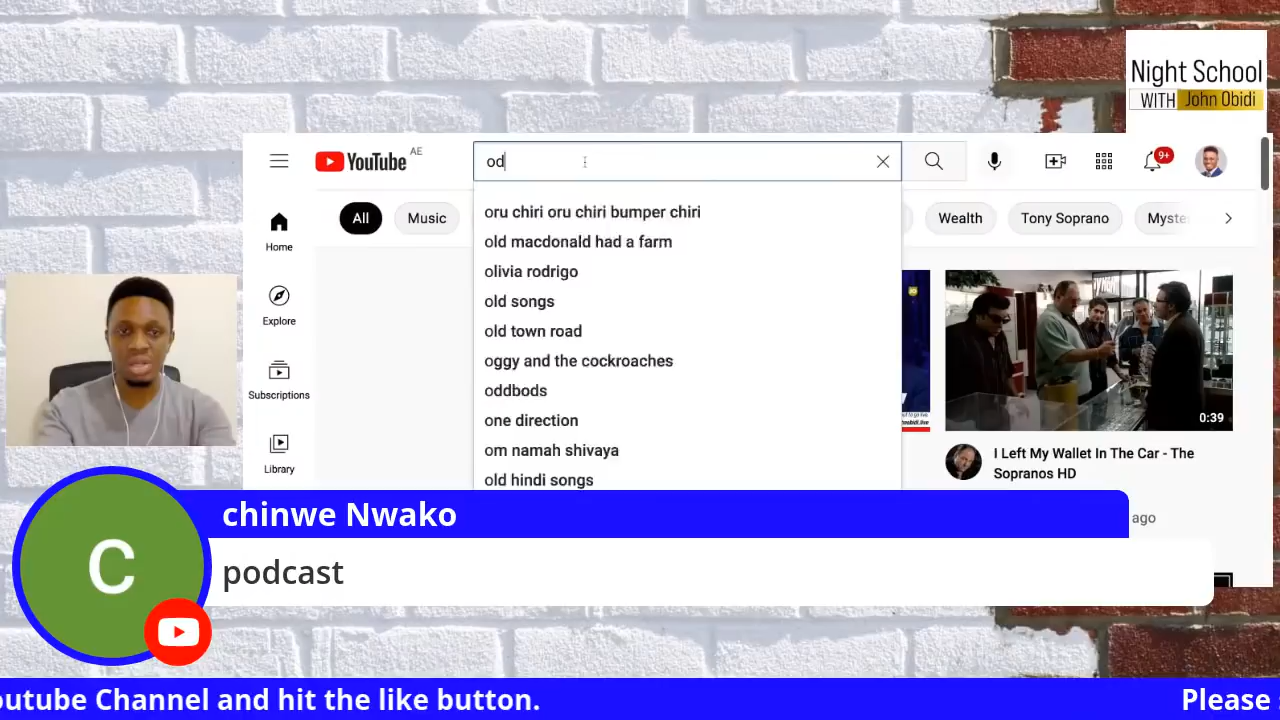 Night School
WITH John Obidi
YouTube AE
od
9+
All
Music
Wealth
Tony Soprano
Myste
Home
Explore
Subscriptions
Library
oru chiri oru chiri bumper chiri
old macdonald had a farm
olivia rodrigo
old songs
old town road
oggy and the cockroaches
oddbods
one direction
om namah shivaya
old hindi songs
0:39
I Left My Wallet In The Car - The
Sopranos HD
ago
C
chinwe Nwako
podcast
outube Channel and hit the like button.
Please